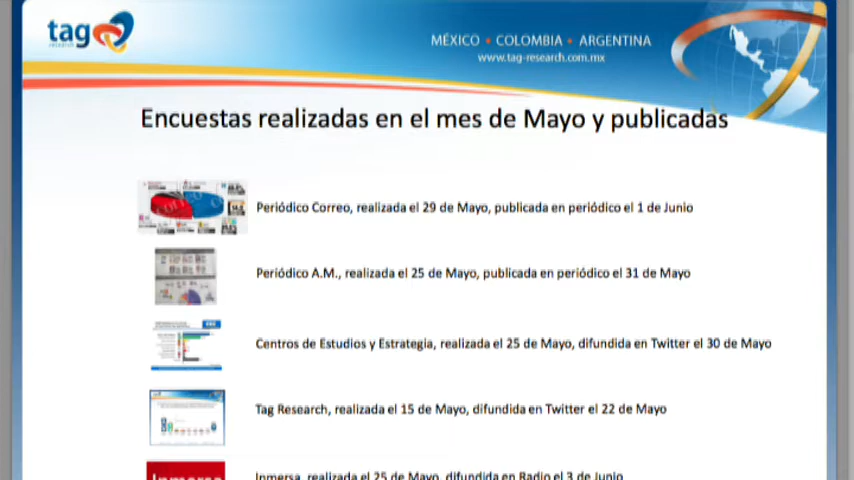 tag
research
MÉXICO • COLOMBIA • ARGENTINA
www.tag-research.com.mx
Encuestas realizadas en el mes de Mayo y publicadas
Periódico Correo, realizada el 29 de Mayo, publicada en periódico el 1 de Junio
Periódico A.M., realizada el 25 de Mayo, publicada en periódico el 31 de Mayo
Centros de Estudios y Estrategia, realizada el 25 de Mayo, difundida en Twitter el 30 de Mayo
Tag Research, realizada el 15 de Mayo, difundida en Twitter el 22 de Mayo
Inmersa
Inmersa, realizada el 25 de Mayo, difundida en Radio el 3 de Junio